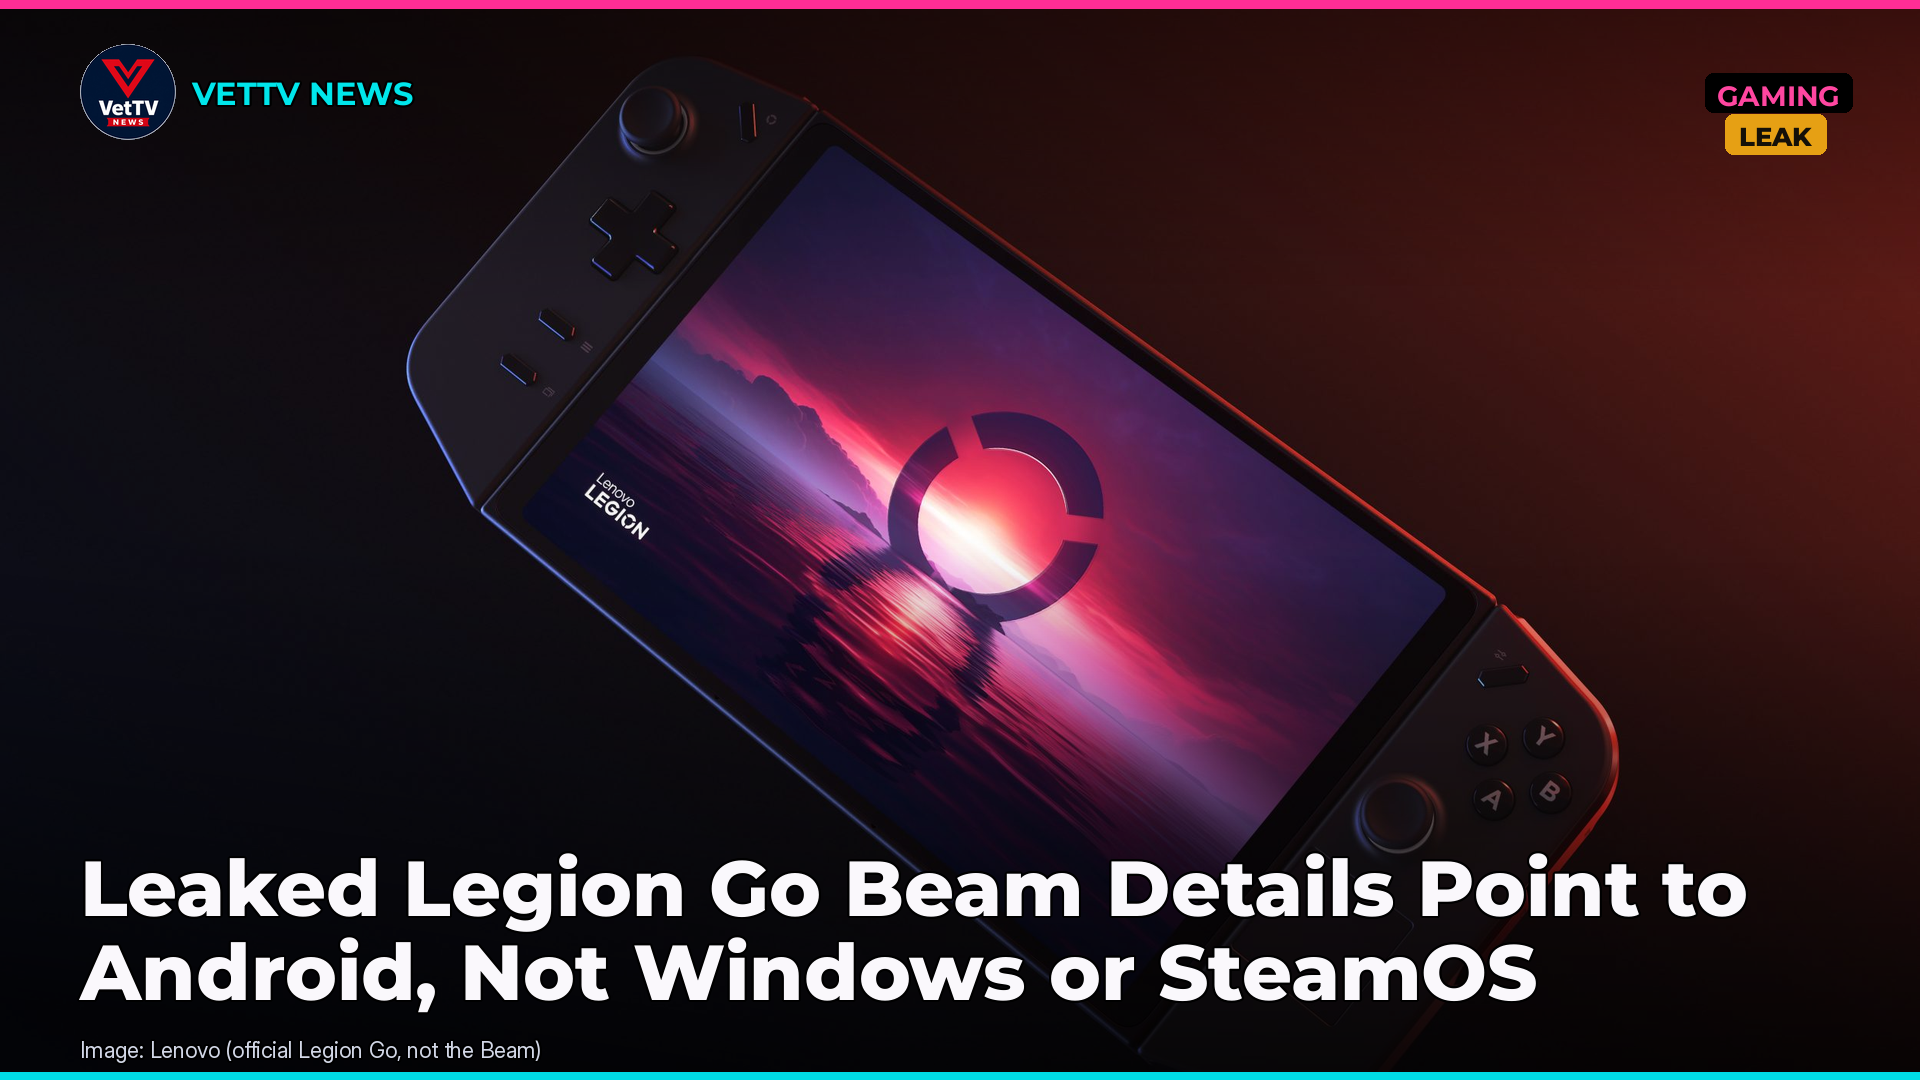 VetTV
NEWS
VETTV NEWS
GAMING
LEAK
Lenovo
LEGION
X
Y
A
B
Leaked Legion Go Beam Details Point to
Android, Not Windows or SteamOS
Image: Lenovo (official Legion Go, not the Beam)